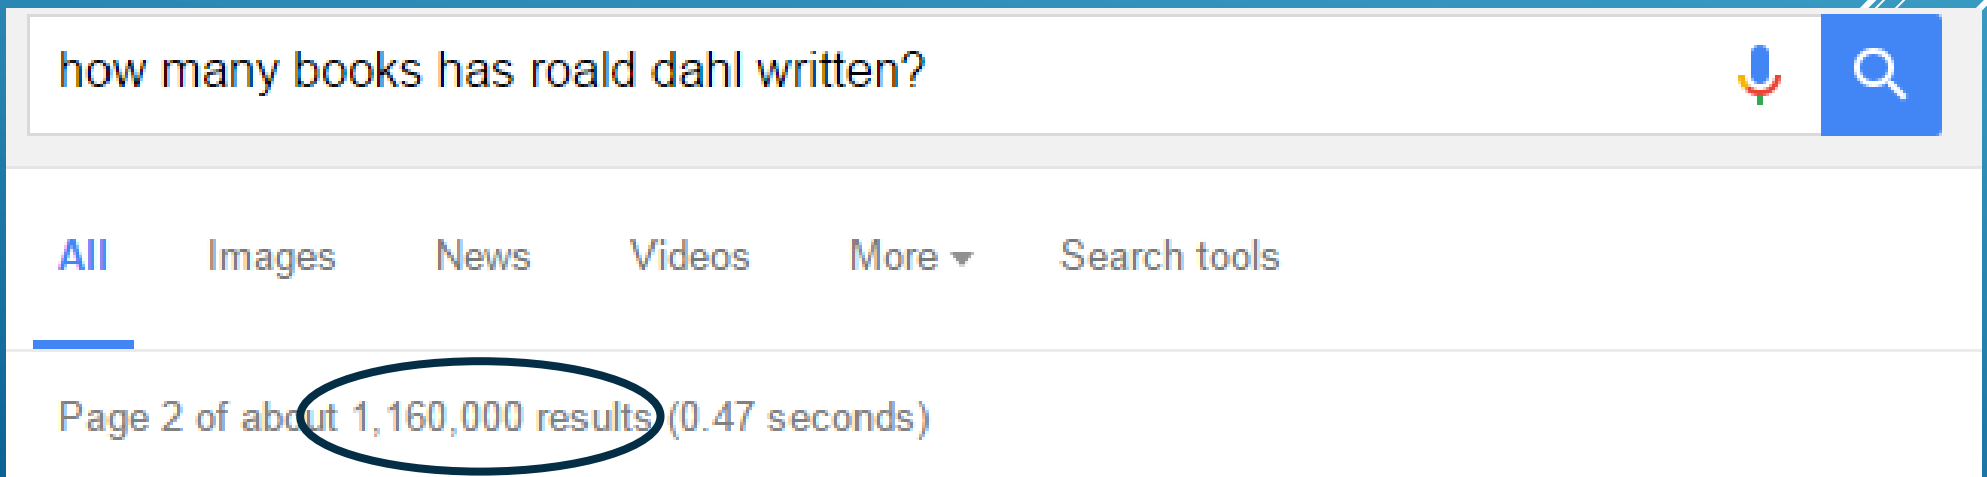 how many books has roald dahl written?
All Images News Videos More Search tools
Page 2 of about 1,160,000 results (0.47 seconds)